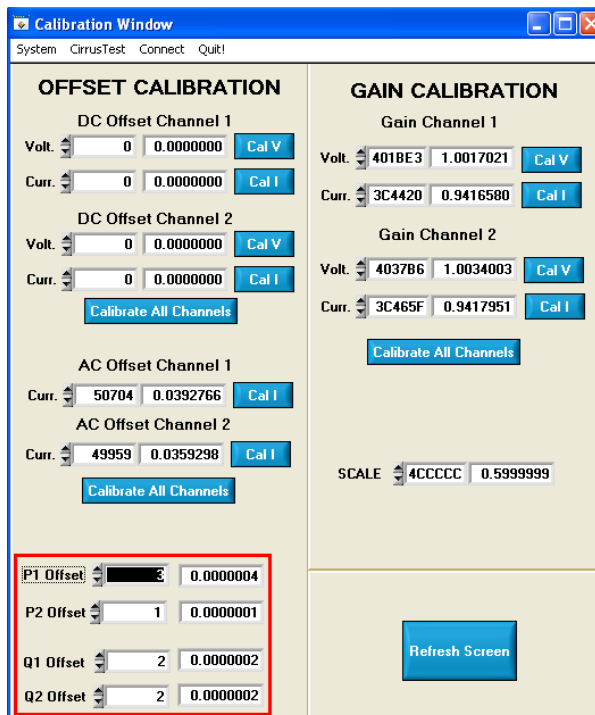 Calibration Window
System CirrusTest Connect Quit!
OFFSET CALIBRATION
DC Offset Channel 1
Volt. 0 0.0000000 Cal V
Curr. 0 0.0000000 Cal I
DC Offset Channel 2
Volt. 0 0.0000000 Cal V
Curr. 0 0.0000000 Cal I
Calibrate All Channels
AC Offset Channel 1
Curr. 50704 0.0392766 Cal I
AC Offset Channel 2
Curr. 49959 0.0359298 Cal I
Calibrate All Channels
P1 Offset 3 0.0000004
P2 Offset 1 0.0000001
Q1 Offset 2 0.0000002
Q2 Offset 2 0.0000002
GAIN CALIBRATION
Gain Channel 1
Volt. 401BE3 1.0017021 Cal V
Curr. 3C4420 0.9416580 Cal I
Gain Channel 2
Volt. 4037B6 1.0034003 Cal V
Curr. 3C465F 0.9417951 Cal I
Calibrate All Channels
SCALE 4CCCCC 0.5999999
Refresh Screen